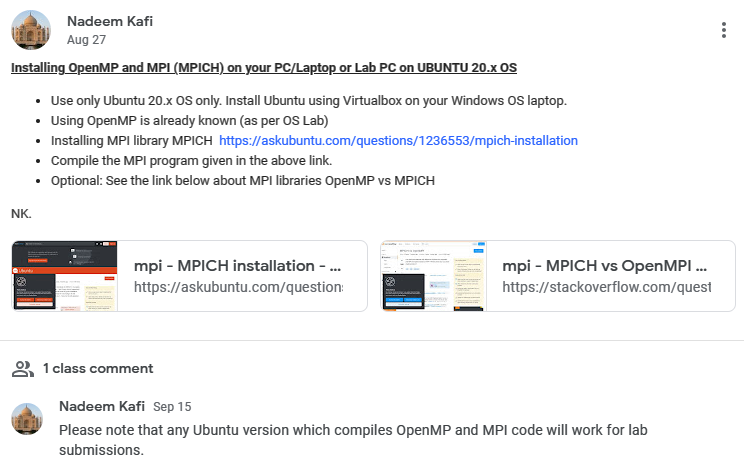 Nadeem Kafi
Aug 27
Installing OpenMP and MPI (MPICH) on your PC/Laptop or Lab PC on UBUNTU 20.x OS
• Use only Ubuntu 20.x OS only. Install Ubuntu using Virtualbox on your Windows OS laptop.
• Using OpenMP is already known (as per OS Lab)
• Installing MPI library MPICH https://askubuntu.com/questions/1236553/mpich-installation
• Compile the MPI program given in the above link.
• Optional: See the link below about MPI libraries OpenMP vs MPICH
NK.
mpi - MPICH installation - ...
https://askubuntu.com/question
mpi - MPICH vs OpenMPI ...
https://stackoverflow.com/quest
1 class comment
Nadeem Kafi Sep 15
Please note that any Ubuntu version which compiles OpenMP and MPI code will work for lab
submissions.